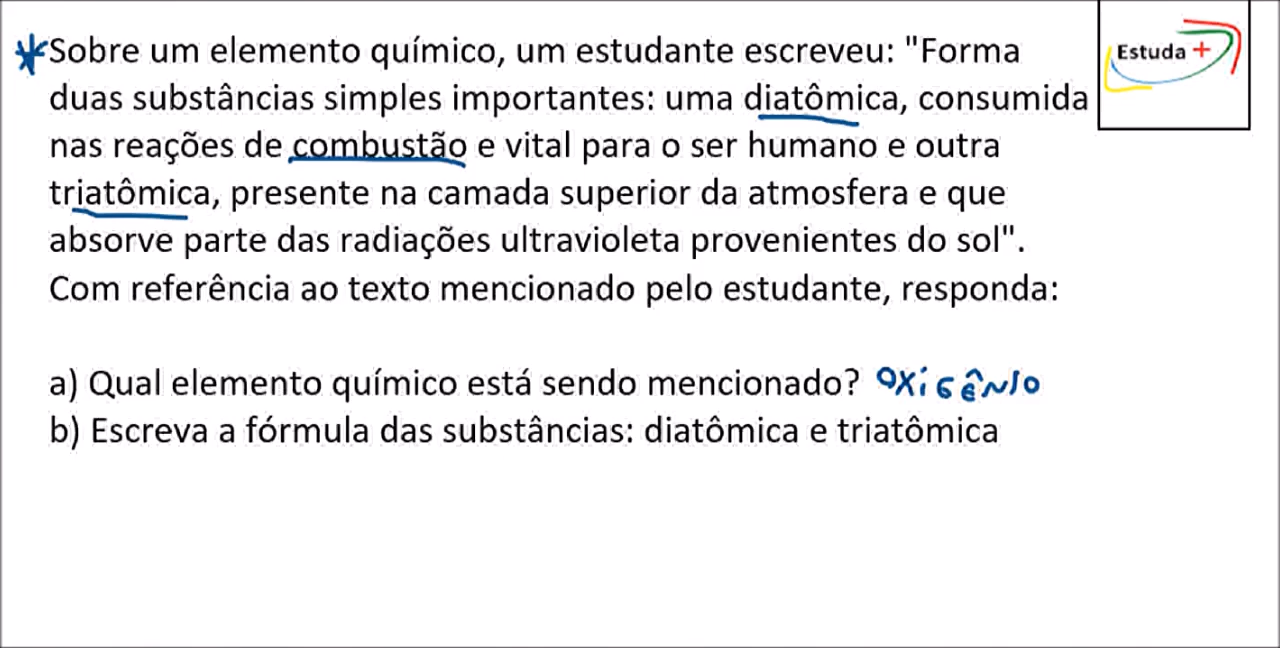 *Sobre um elemento químico, um estudante escreveu: "Forma
duas substâncias simples importantes: uma diatômica, consumida
nas reações de combustão e vital para o ser humano e outra
triatômica, presente na camada superior da atmosfera e que
absorve parte das radiações ultravioleta provenientes do sol".
Com referência ao texto mencionado pelo estudante, responda:
a) Qual elemento químico está sendo mencionado? OXiGÊNIO
b) Escreva a fórmula das substâncias: diatômica e triatômica
Estuda +